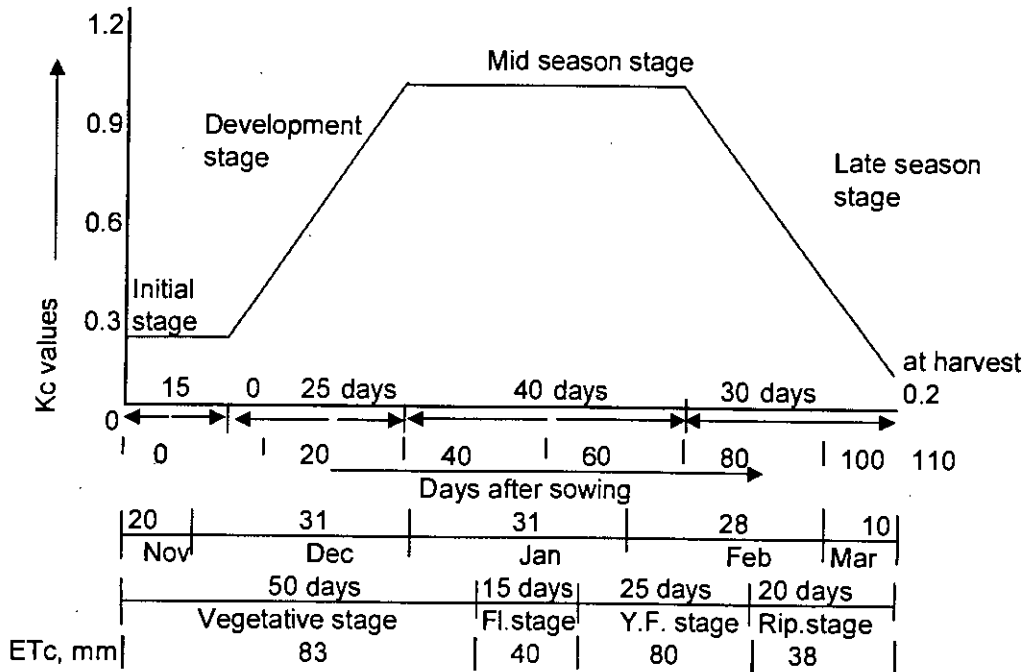 1.2
Mid season stage
0.9
Development
stage
Late season
stage
0.6
Kc values
Initial
stage
0.3
at harvest
15 0 25 days 40 days 30 days
0.2
0
0 20 40 60 80 100 110
Days after sowing
20 31 31 28 10
Nov Dec Jan Feb Mar
50 days 15 days 25 days 20 days
Vegetative stage Fl.stage Y.F. stage Rip.stage
ETc, mm 83 40 80 38